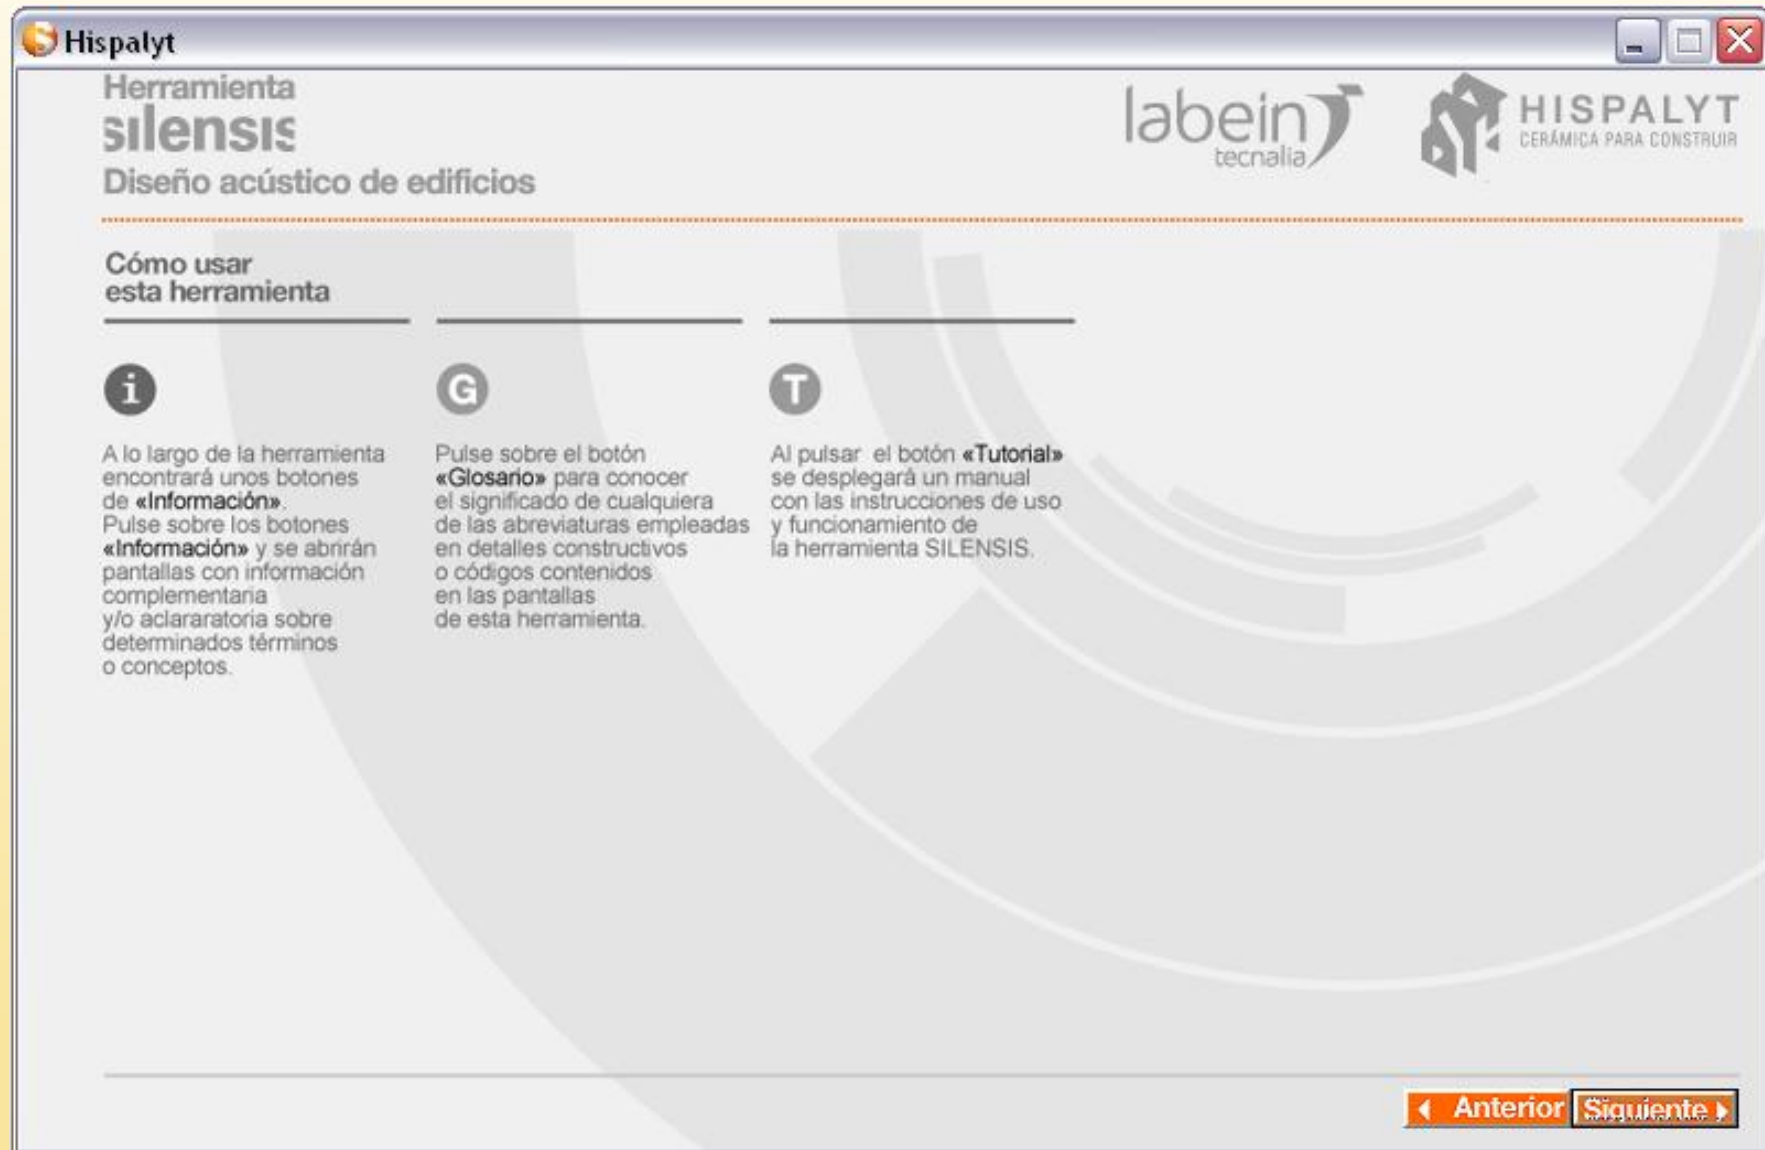 Hispalyt
Herramienta
silensis
Diseño acústico de edificios
labein
tecnalia
HISPALYT
CERÁMICA PARA CONSTRUIR
Cómo usar
esta herramienta
i
A lo largo de la herramienta
encontrará unos botones
de «Información».
Pulse sobre los botones
«Información» y se abrirán
pantallas con información
complementaria
y/o aclararatoria sobre
determinados términos
o conceptos.
G
Pulse sobre el botón
«Glosario» para conocer
el significado de cualquiera
de las abreviaturas empleadas
en detalles constructivos
o códigos contenidos
en las pantallas
de esta herramienta.
T
Al pulsar el botón «Tutorial»
se desplegará un manual
con las instrucciones de uso
y funcionamiento de
la herramienta SILENSIS.
Anterior
Siguiente